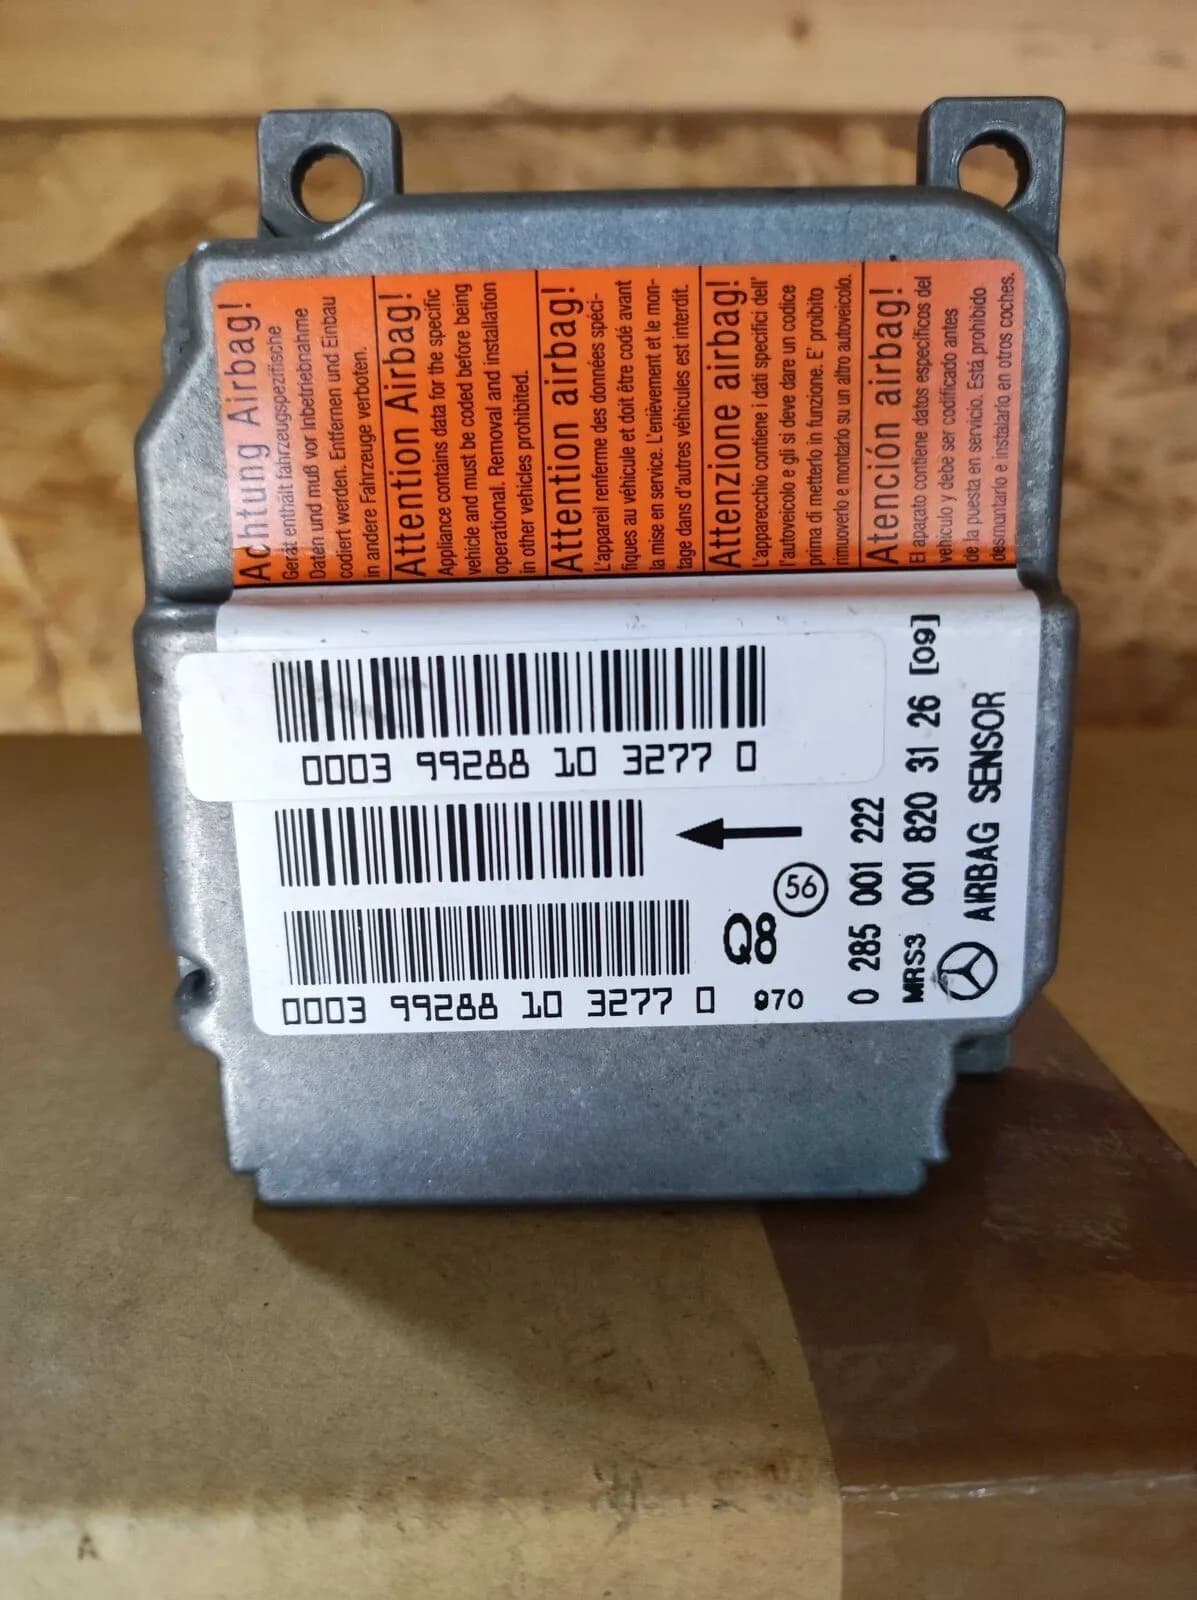 Achtung Airbag!
Gerät enthält fahrzeugspezifische
Daten und muß vor Inbetriebnahme
codiert werden. Entfernen und Einbau
in andere Fahrzeuge verboten.
Attention Airbag!
Appliance contains data for the specific
vehicle and must be coded before being
operational. Removal and installation
in other vehicles prohibited.
Attention airbag!
L'appareil renferme des données spéci-
fiques au véhicule et doit être codé avant
la mise en service. L'enièvement et le mon-
tage dans d'autres véhicules est interdit.
Attenzione airbag!
L'apparecchio contiene i dati specifici dell'
l'autoveicolo e gli si deve dare un codice
prima di metterlo in funzione. E' proibito
rimuoverlo e montarlo su un altro autoveicolo.
Atención airbag!
El aparato contiene datos específicos del
vehículo y debe ser codificado antes
de la puesta en servicio. Está prohibido
desmontarlo e instalarlo en otros coches.
0003 99288 10 3277 0
56
Q8
0003 99288 10 3277 0
970
0 285 001 222
MRS3 001 820 31 26 [09]
AIRBAG SENSOR
A